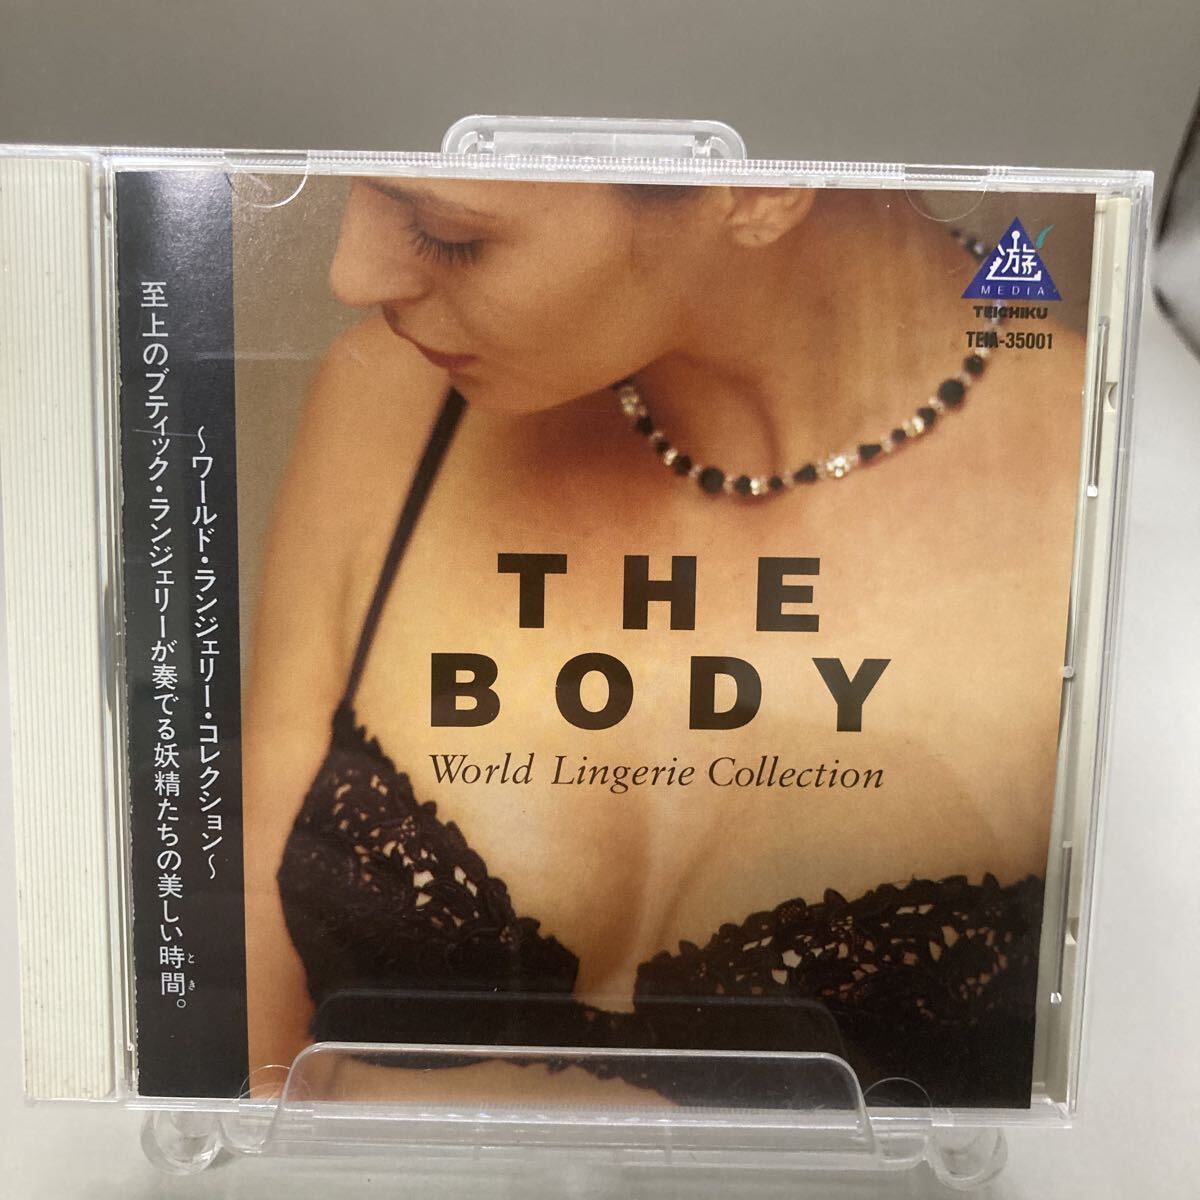 ～ワールド・ランジェリー・コレクション～
至上のブティック・ランジェリーが奏でる妖精たちの美しい時間。
とき
遊
MEDIA
TEICHIKU
TEM-35001
THE
BODY
World Lingerie Collection